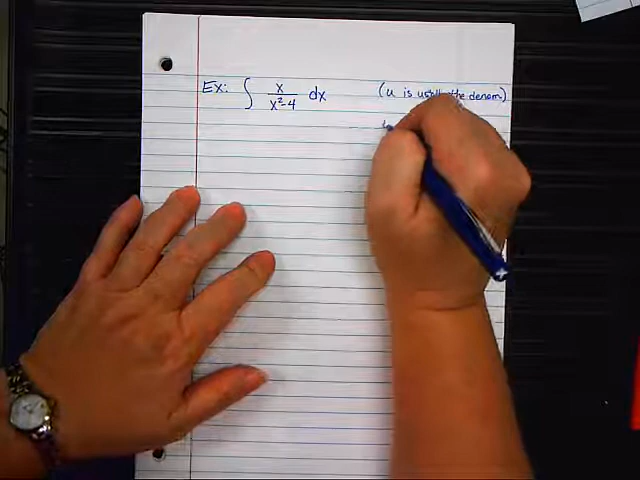 Ex: ∫ x/(x²-4) dx (u is usually the denom)